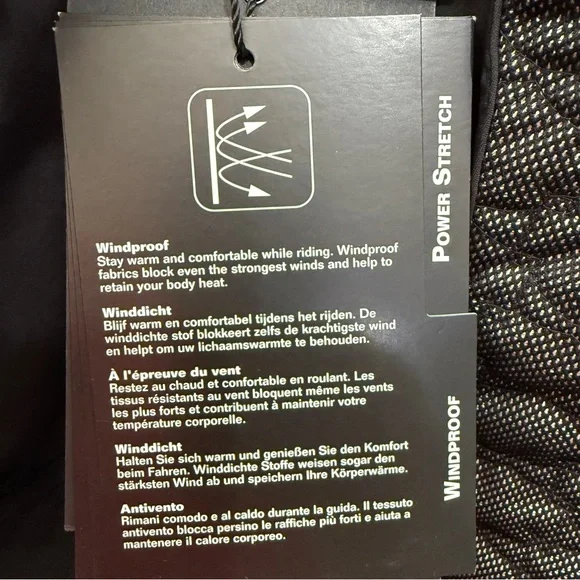 Windproof
Stay warm and comfortable while riding. Windproof
fabrics block even the strongest winds and help to
retain your body heat.
Winddicht
Blijf warm en comfortabel tijdens het rijden. De
winddichte stof blokkeert zelfs de krachtigste wind
en helpt om uw lichaamswarmte te behouden.
À l'épreuve du vent
Restez au chaud et confortable en roulant. Les
tissus résistants au vent bloquent même les vents
les plus forts et contribuent à maintenir votre
température corporelle.
Winddicht
Halten Sie sich warm und genießen Sie den Komfort
beim Fahren. Winddichte Stoffe weisen sogar den
stärksten Wind ab und speichern Ihre Körperwärme.
Antivento
Rimani comodo e al caldo durante la guida. Il tessuto
antivento blocca persino le raffiche più forti e aiuta a
mantenere il calore corporeo.
POWER STRETCH
WINDPROOF